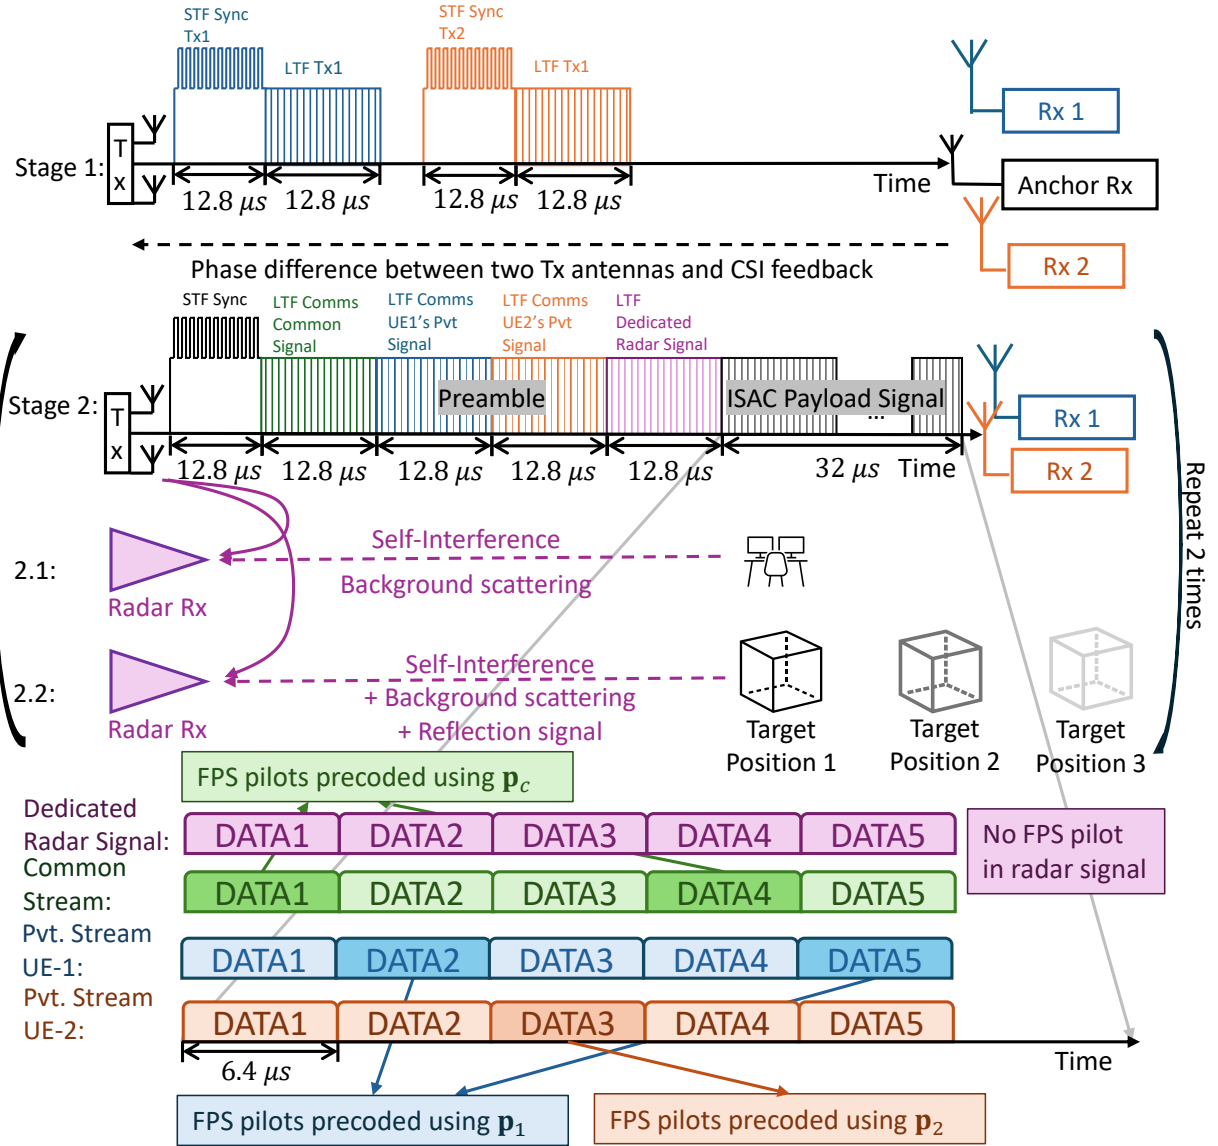 STF Sync
Tx1
LTF Tx1
STF Sync
Tx2
LTF Tx1
Rx 1
Stage 1:
T
x
Time
Anchor Rx
12.8 μs
12.8 μs
12.8 μs
12.8 μs
Rx 2
Phase difference between two Tx antennas and CSI feedback
STF Sync
LTF Comms
Common
Signal
LTF Comms
UE1's Pvt
Signal
LTF Comms
UE2's Pvt
Signal
LTF
Dedicated
Radar Signal
Stage 2:
T
x
Preamble
ISAC Payload Signal
...
Rx 1
12.8 μs
12.8 μs
12.8 μs
12.8 μs
12.8 μs
32 μs
Time
Rx 2
Repeat 2 times
2.1:
Self-Interference
Background scattering
Radar Rx
2.2:
Self-Interference
+ Background scattering
+ Reflection signal
Radar Rx
Target
Position 1
Target
Position 2
Target
Position 3
FPS pilots precoded using p_c
Dedicated
Radar Signal:
DATA1 DATA2 DATA3 DATA4 DATA5
No FPS pilot
in radar signal
Common
Stream:
DATA1 DATA2 DATA3 DATA4 DATA5
Pvt. Stream
UE-1:
DATA1 DATA2 DATA3 DATA4 DATA5
Pvt. Stream
UE-2:
DATA1 DATA2 DATA3 DATA4 DATA5
6.4 μs
Time
FPS pilots precoded using p_1
FPS pilots precoded using p_2